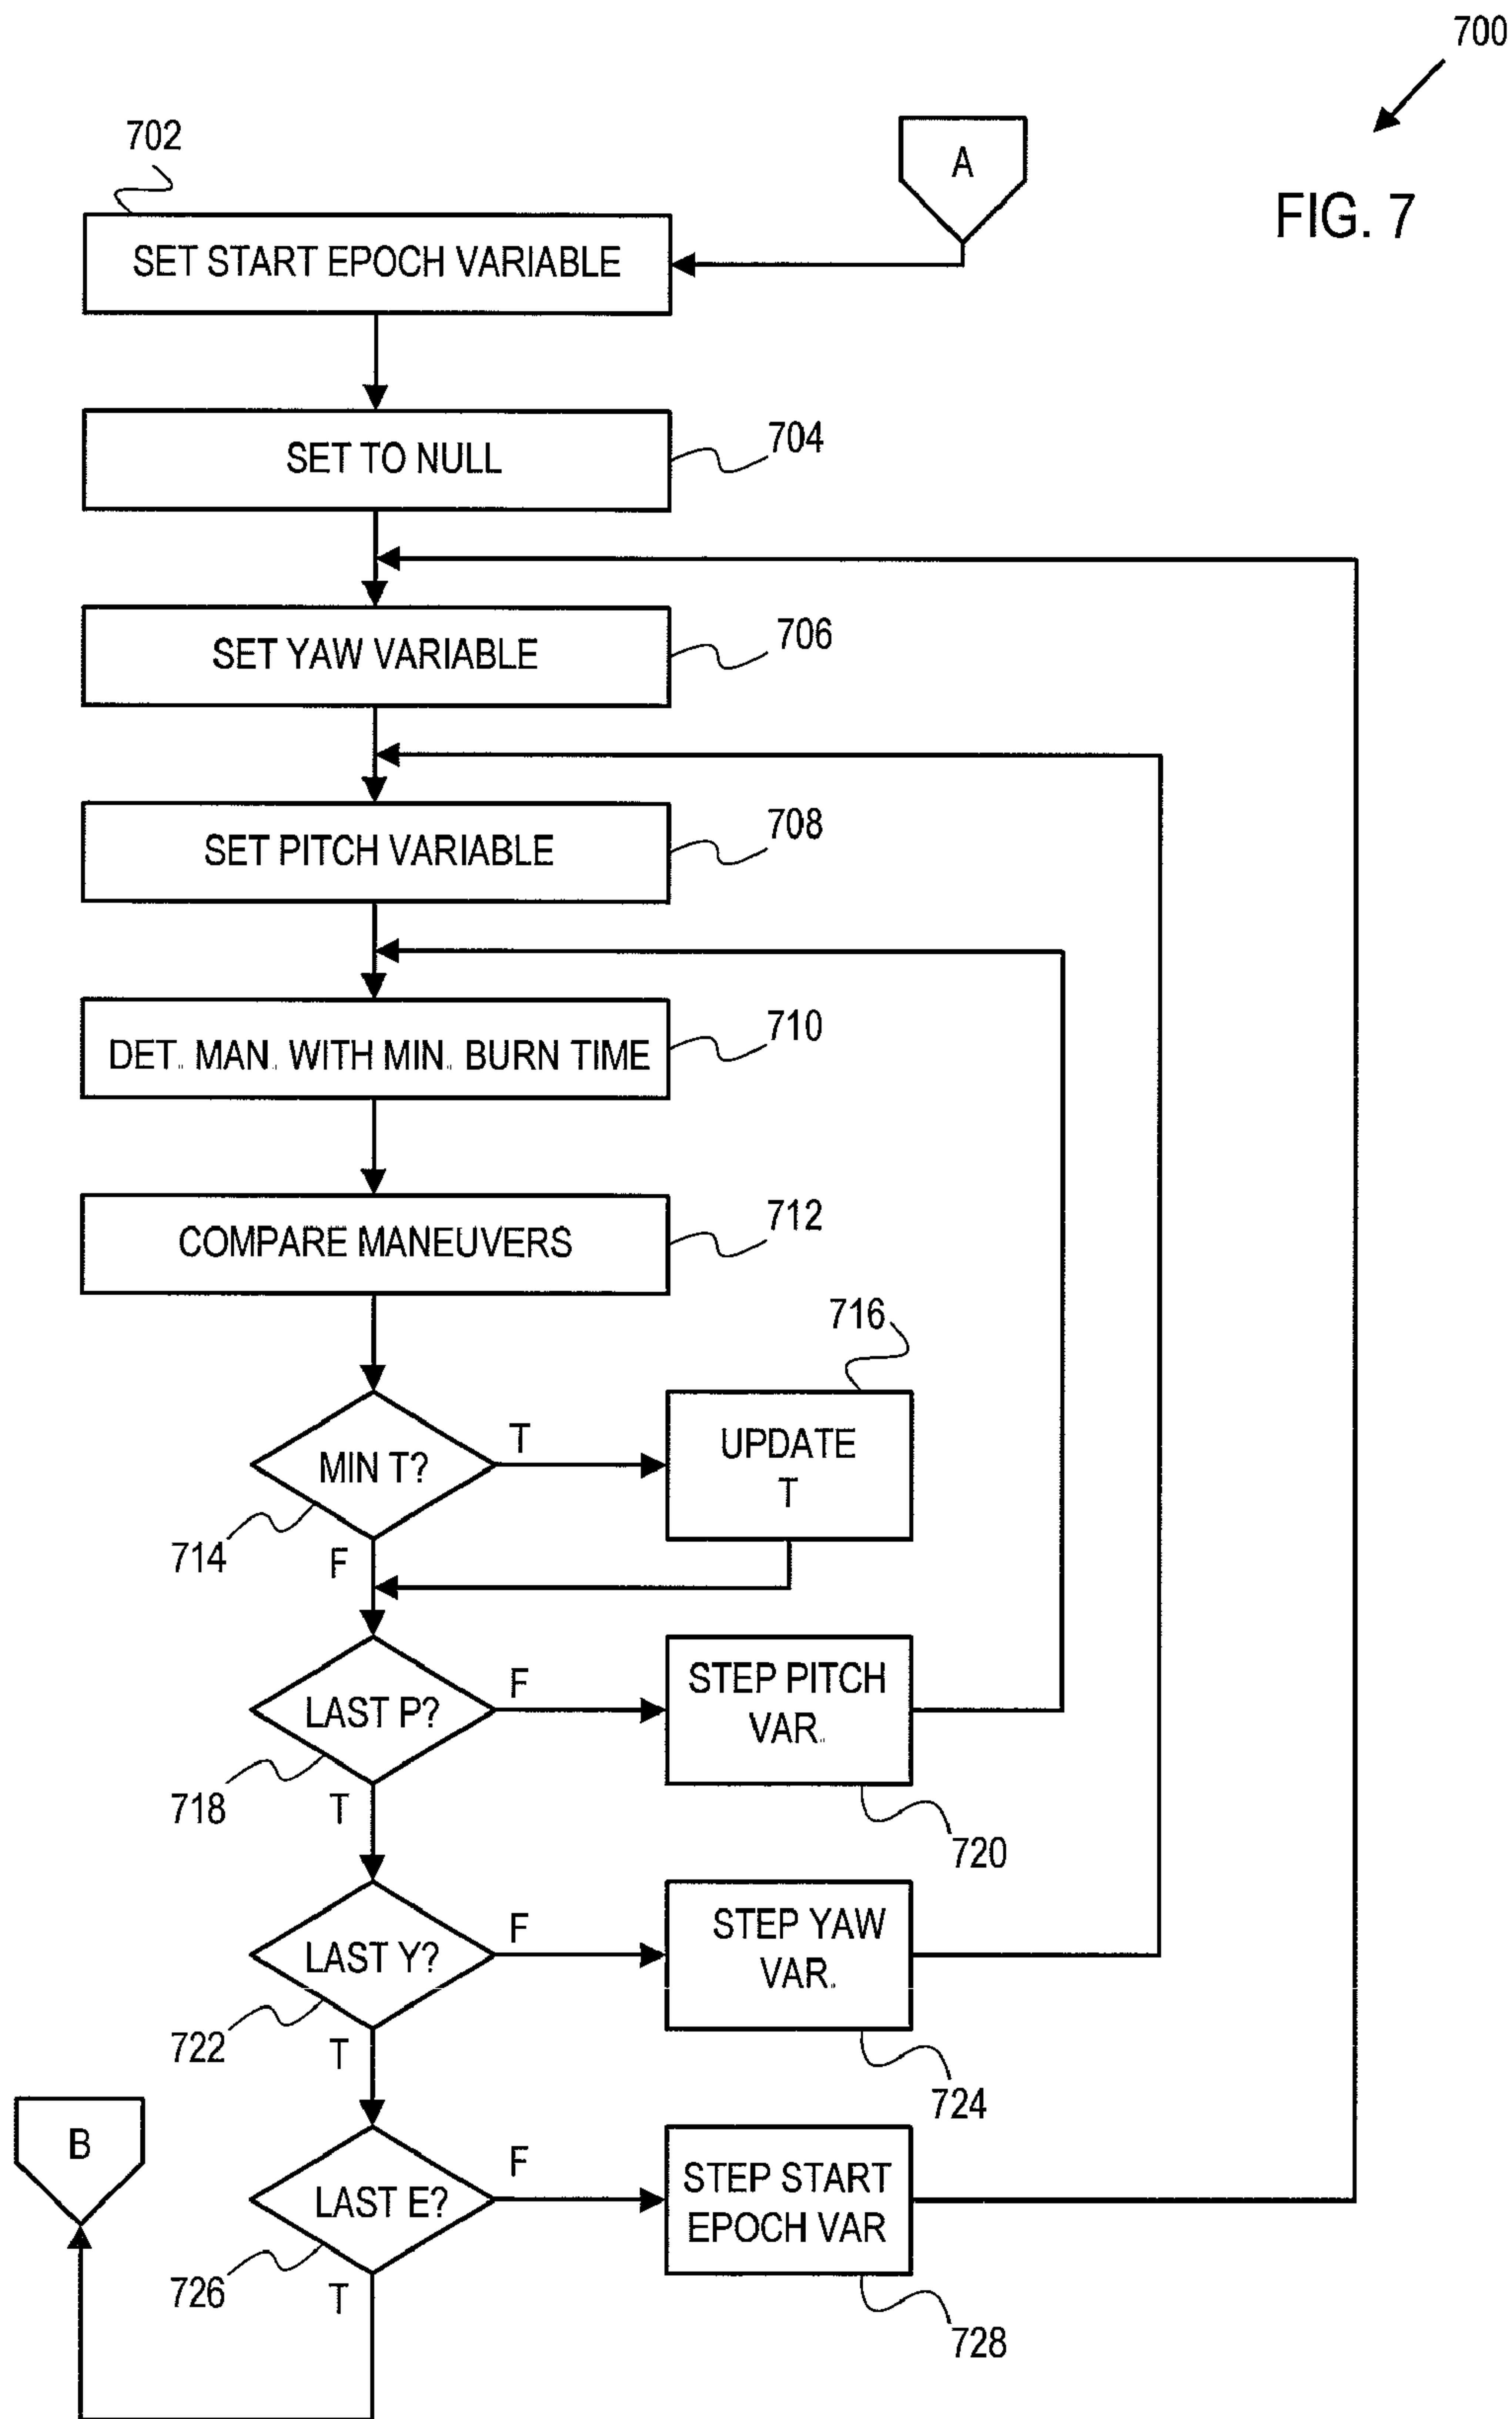 700
FIG. 7
702
A
SET START EPOCH VARIABLE
SET TO NULL
704
SET YAW VARIABLE
706
SET PITCH VARIABLE
708
DET. MAN. WITH MIN. BURN TIME
710
COMPARE MANEUVERS
712
716
MIN T?
T
UPDATE
T
714
F
LAST P?
F
STEP PITCH
VAR.
718
T
720
LAST Y?
F
STEP YAW
VAR.
722
T
724
B
LAST E?
F
STEP START
EPOCH VAR
726
T
728